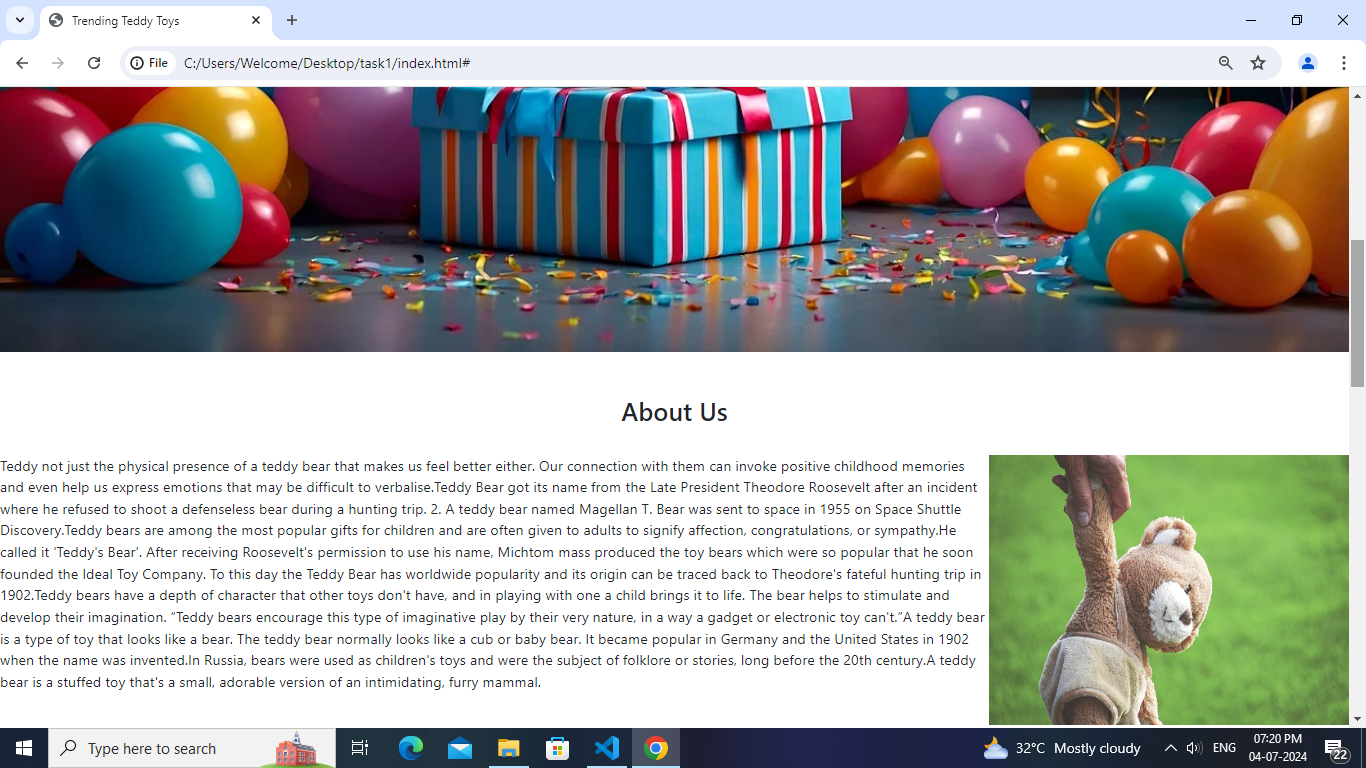 Trending Teddy Toys
File
C:/Users/Welcome/Desktop/task1/index.html#
About Us
Teddy not just the physical presence of a teddy bear that makes us feel better either. Our connection with them can invoke positive childhood memories
and even help us express emotions that may be difficult to verbalise.Teddy Bear got its name from the Late President Theodore Roosevelt after an incident
where he refused to shoot a defenseless bear during a hunting trip. 2. A teddy bear named Magellan T. Bear was sent to space in 1955 on Space Shuttle
Discovery.Teddy bears are among the most popular gifts for children and are often given to adults to signify affection, congratulations, or sympathy.He
called it 'Teddy's Bear'. After receiving Roosevelt's permission to use his name, Michtom mass produced the toy bears which were so popular that he soon
founded the Ideal Toy Company. To this day the Teddy Bear has worldwide popularity and its origin can be traced back to Theodore's fateful hunting trip in
1902.Teddy bears have a depth of character that other toys don't have, and in playing with one a child brings it to life. The bear helps to stimulate and
develop their imagination. “Teddy bears encourage this type of imaginative play by their very nature, in a way a gadget or electronic toy can't.”A teddy bear
is a type of toy that looks like a bear. The teddy bear normally looks like a cub or baby bear. It became popular in Germany and the United States in 1902
when the name was invented.In Russia, bears were used as children's toys and were the subject of folklore or stories, long before the 20th century.A teddy
bear is a stuffed toy that's a small, adorable version of an intimidating, furry mammal.
Type here to search
32°C Mostly cloudy
ENG
07:20 PM
04-07-2024
22